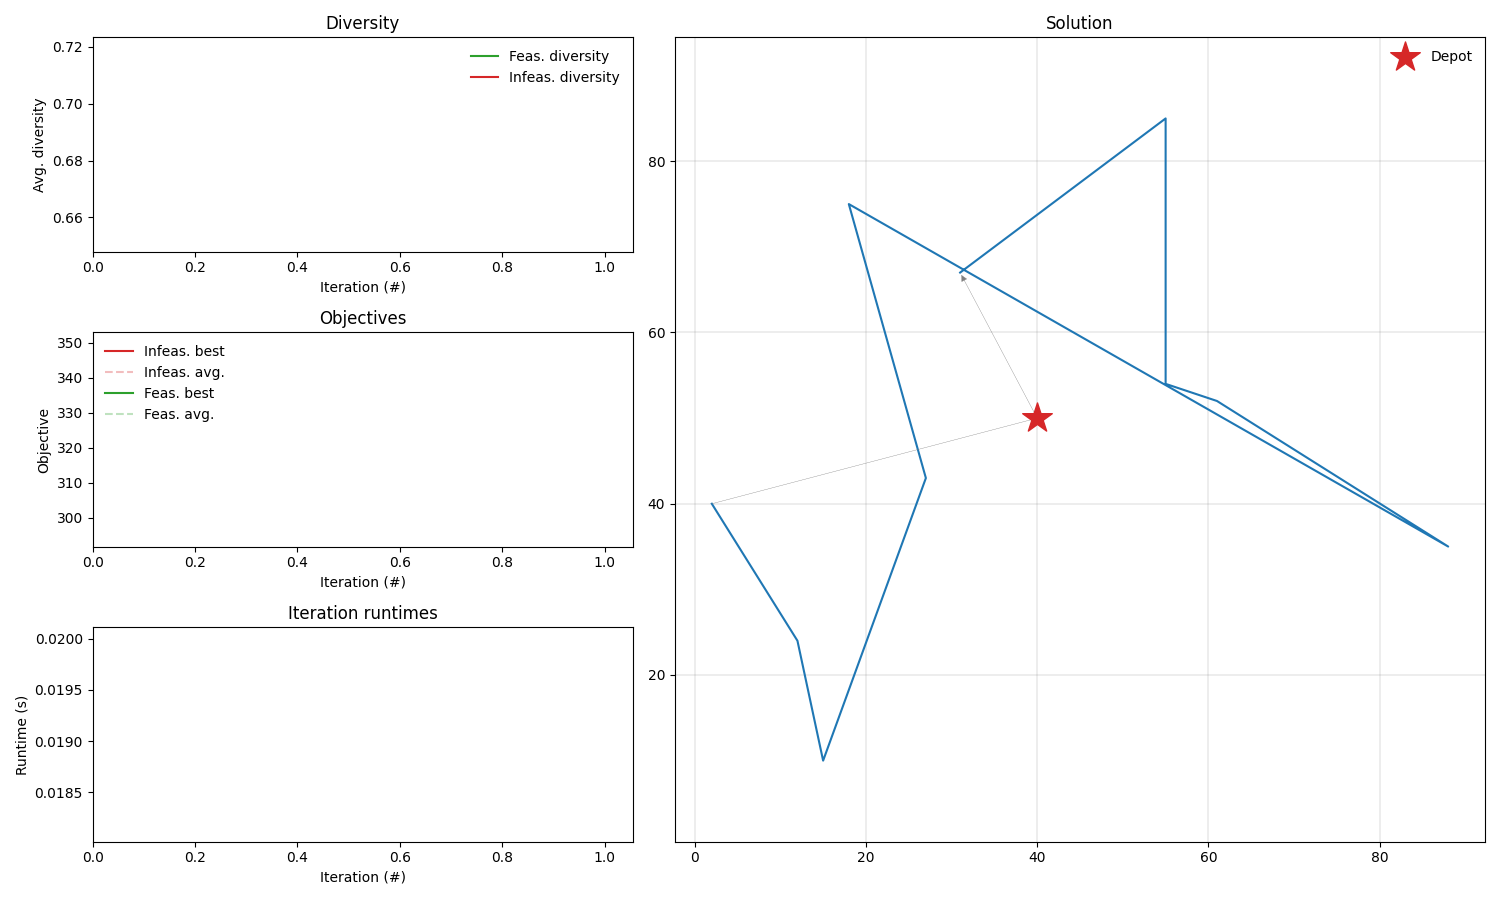 Diversity
0.72
0.70
0.68
0.66
Avg. diversity
Feas. diversity
Infeas. diversity
0.0 0.2 0.4 0.6 0.8 1.0
Iteration (#)
Objectives
350
340
330
320
310
300
Objective
Infeas. best
Infeas. avg.
Feas. best
Feas. avg.
0.0 0.2 0.4 0.6 0.8 1.0
Iteration (#)
Iteration runtimes
0.0200
0.0195
0.0190
0.0185
Runtime (s)
0.0 0.2 0.4 0.6 0.8 1.0
Iteration (#)
Solution
Depot
80
60
40
20
0 20 40 60 80